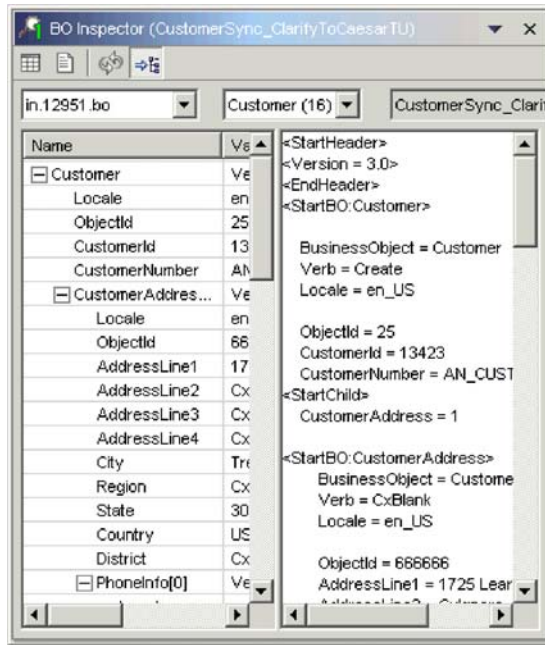 BO Inspector (CustomerSync_ClarityToCaesarTU)
in.12951.bo
Customer (16)
CustomerSync_Clari
Name Va
Customer Ve
Locale en
ObjectId 25
CustomerId 13
CustomerNumber AN
CustomerAddres... Ve
Locale en
ObjectId 66
AddressLine1 17
AddressLine2 Cx
AddressLine3 Cx
AddressLine4 Cx
City Tre
Region Cx
State 30
Country US
District Cx
PhoneInfo[0] Ve
<StartHeader>
<Version = 3.0>
<EndHeader>
<StartBO:Customer>
BusinessObject = Customer
Verb = Create
Locale = en_US
ObjectId = 25
CustomerId = 13423
CustomerNumber = AN_CUST
<StartChild>
CustomerAddress = 1
<StartBO:CustomerAddress>
BusinessObject = Custome
Verb = CxBlank
Locale = en_US
ObjectId = 666666
AddressLine1 = 1725 Lear